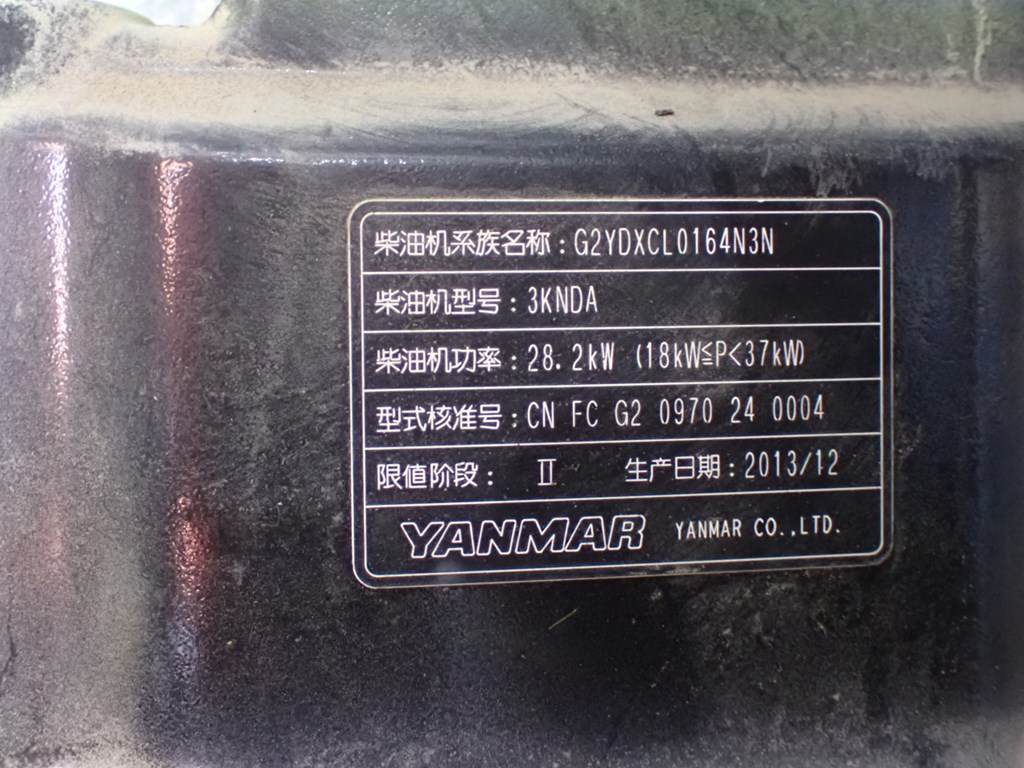 柴油机系族名称:G2YDXCL0164N3N
柴油机型号:3KNDA
柴油机功率:28.2kW (18kW≦P<37kW)
型式核准号:CN FC G2 0970 24 0004
限值阶段: Ⅱ 生产日期:2013/12
YANMAR YANMAR CO.,LTD.